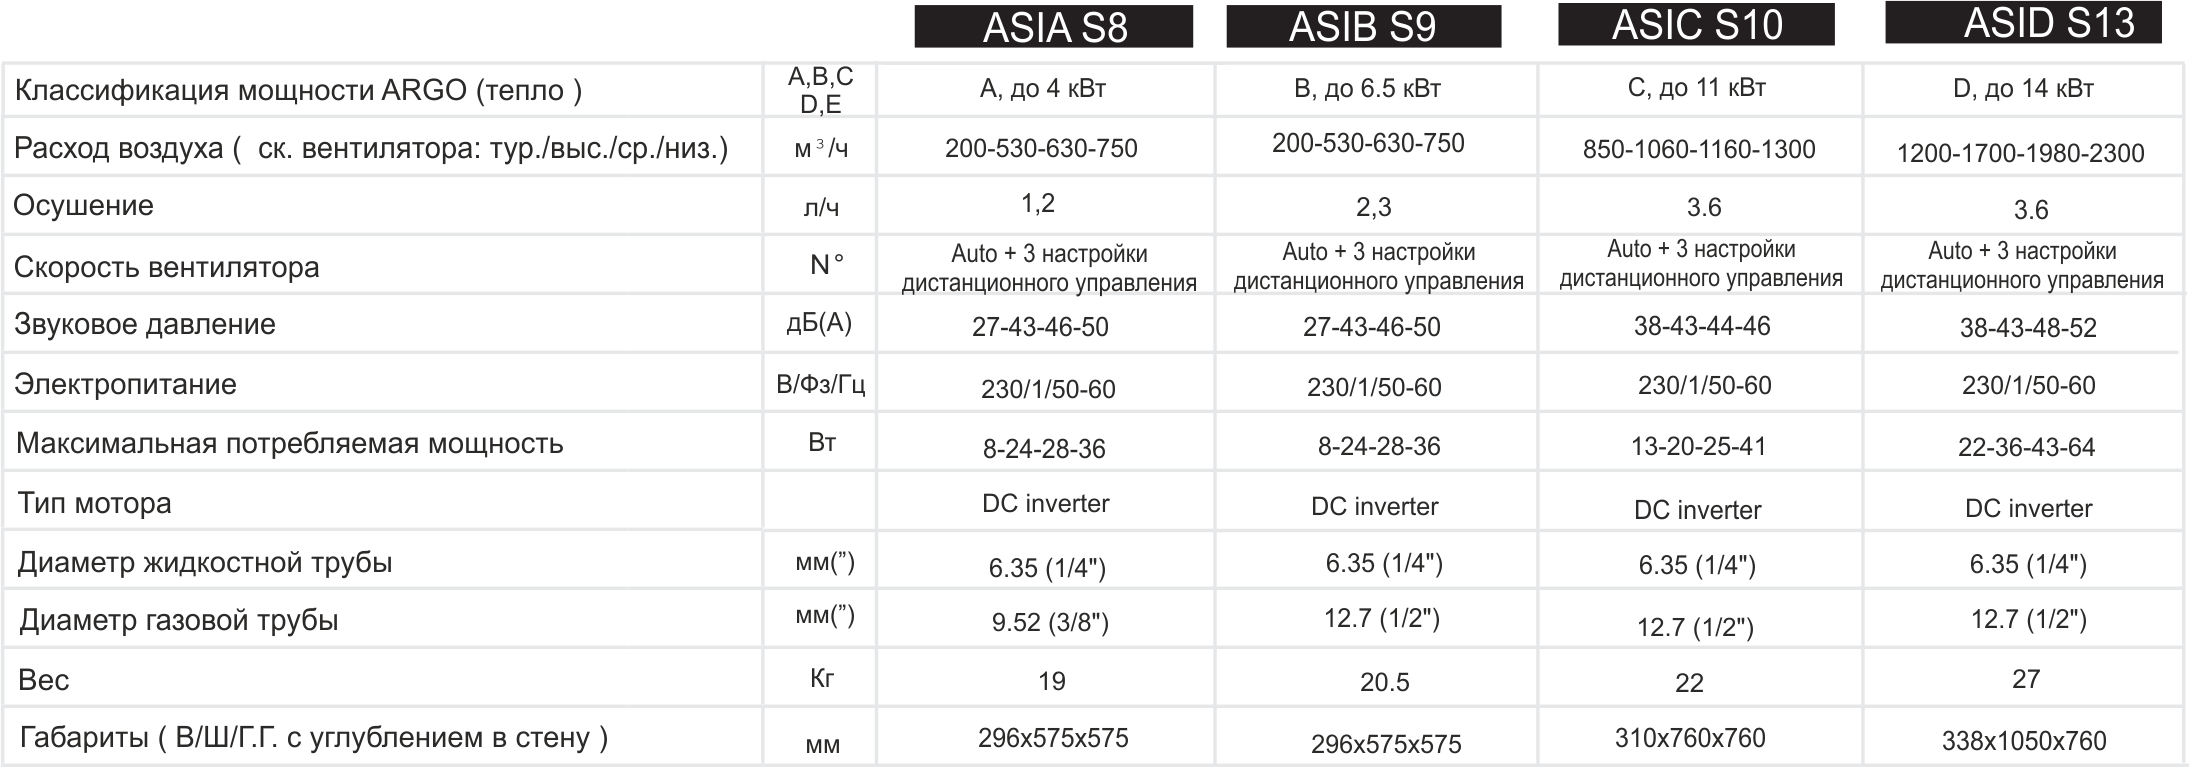 ASIA S8 ASIB S9 ASIC S10 ASID S13
Классификация мощности ARGO (тепло ) A,B,C D,E A, до 4 кВт B, до 6.5 кВт C, до 11 кВт D, до 14 кВт
Расход воздуха ( ск. вентилятора: тур./выс./ср./низ.) м³/ч 200-530-630-750 200-530-630-750 850-1060-1160-1300 1200-1700-1980-2300
Осушение л/ч 1,2 2,3 3.6 3.6
Скорость вентилятора N° Auto + 3 настройки дистанционного управления Auto + 3 настройки дистанционного управления Auto + 3 настройки дистанционного управления Auto + 3 настройки дистанционного управления
Звуковое давление дБ(А) 27-43-46-50 27-43-46-50 38-43-44-46 38-43-48-52
Электропитание В/Фз/Гц 230/1/50-60 230/1/50-60 230/1/50-60 230/1/50-60
Максимальная потребляемая мощность Вт 8-24-28-36 8-24-28-36 13-20-25-41 22-36-43-64
Тип мотора DC inverter DC inverter DC inverter DC inverter
Диаметр жидкостной трубы мм(”) 6.35 (1/4") 6.35 (1/4") 6.35 (1/4") 6.35 (1/4")
Диаметр газовой трубы мм(”) 9.52 (3/8") 12.7 (1/2") 12.7 (1/2") 12.7 (1/2")
Вес Кг 19 20.5 22 27
Габариты ( В/Ш/Г.Г. с углублением в стену ) мм 296x575x575 296x575x575 310x760x760 338x1050x760